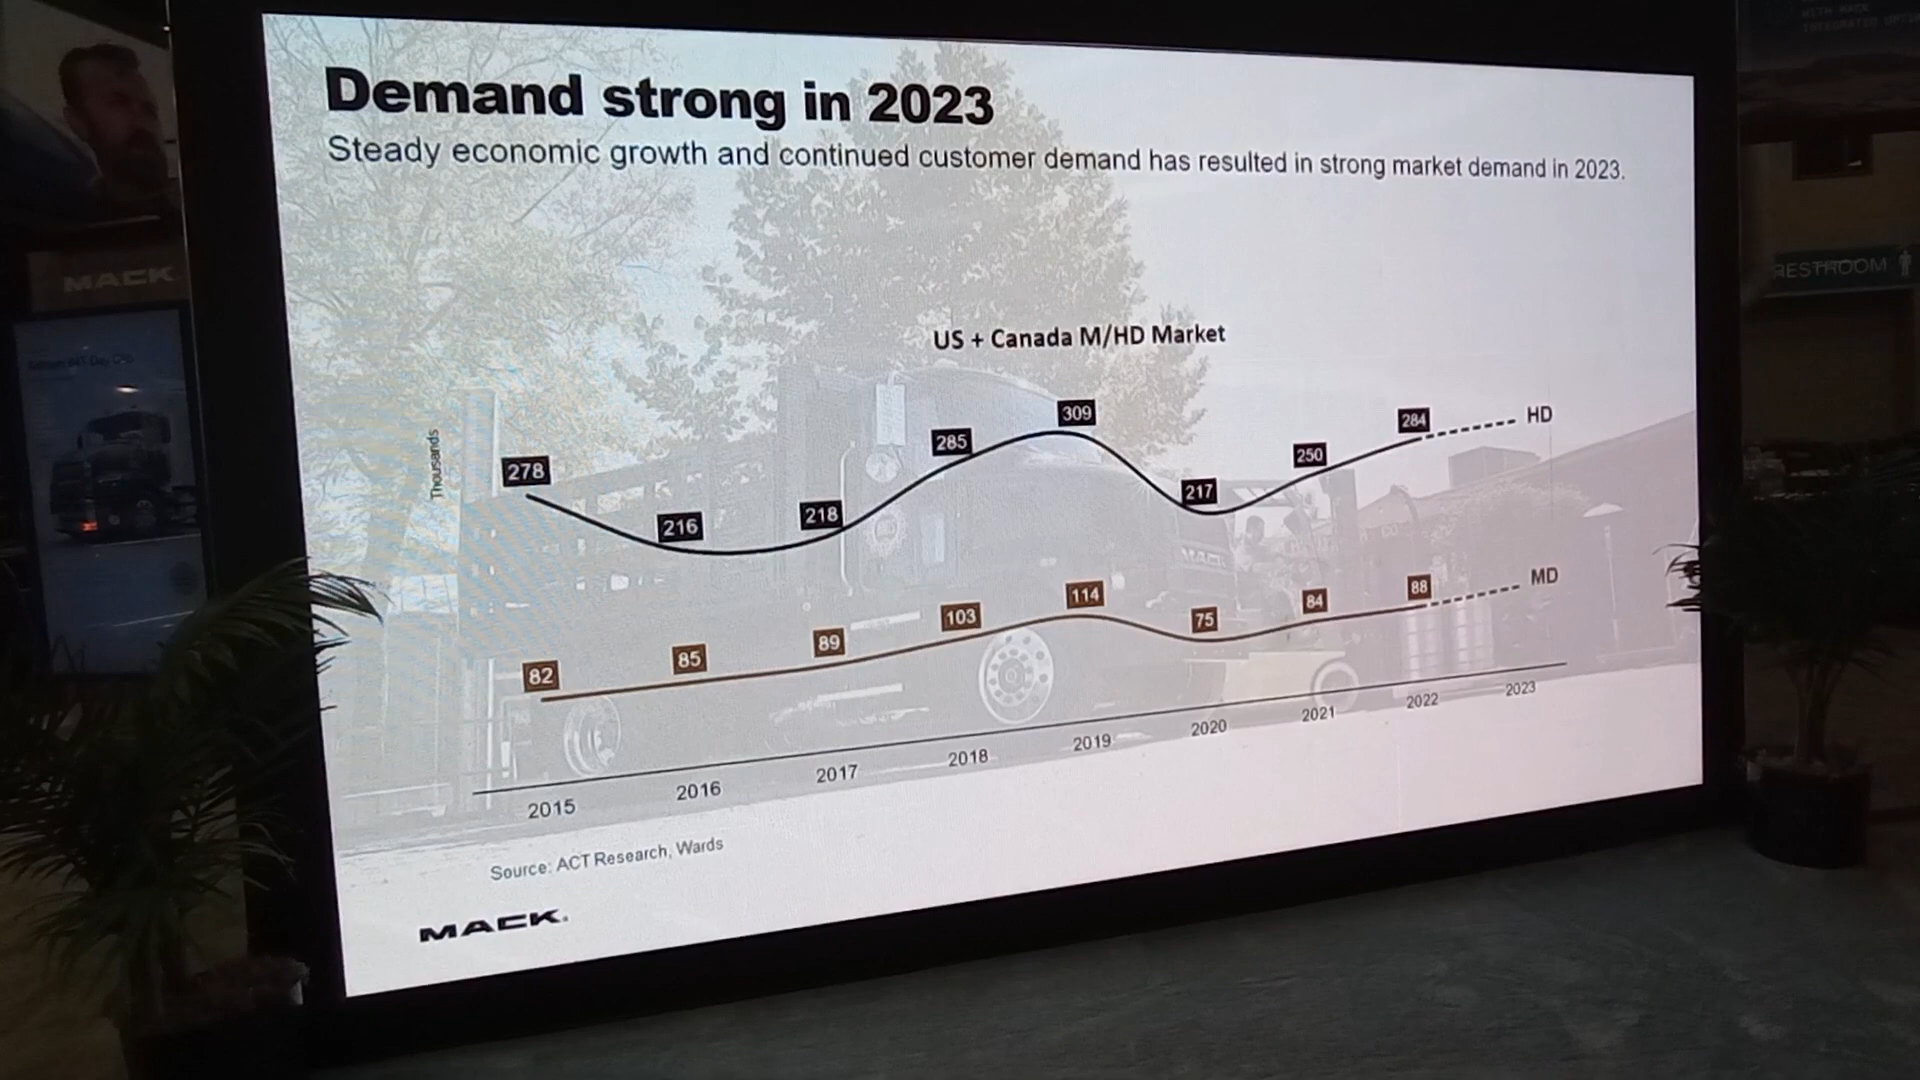 Demand strong in 2023
Steady economic growth and continued customer demand has resulted in strong market demand in 2023.
US + Canada M/HD Market
Thousands
278
216
218
285
309
217
250
284
HD
82
85
89
103
114
75
84
88
MD
2015
2016
2017
2018
2019
2020
2021
2022
2023
Source: ACT Research, Wards
MACK
MACK
MACK
RESTROOM
WITH MACK